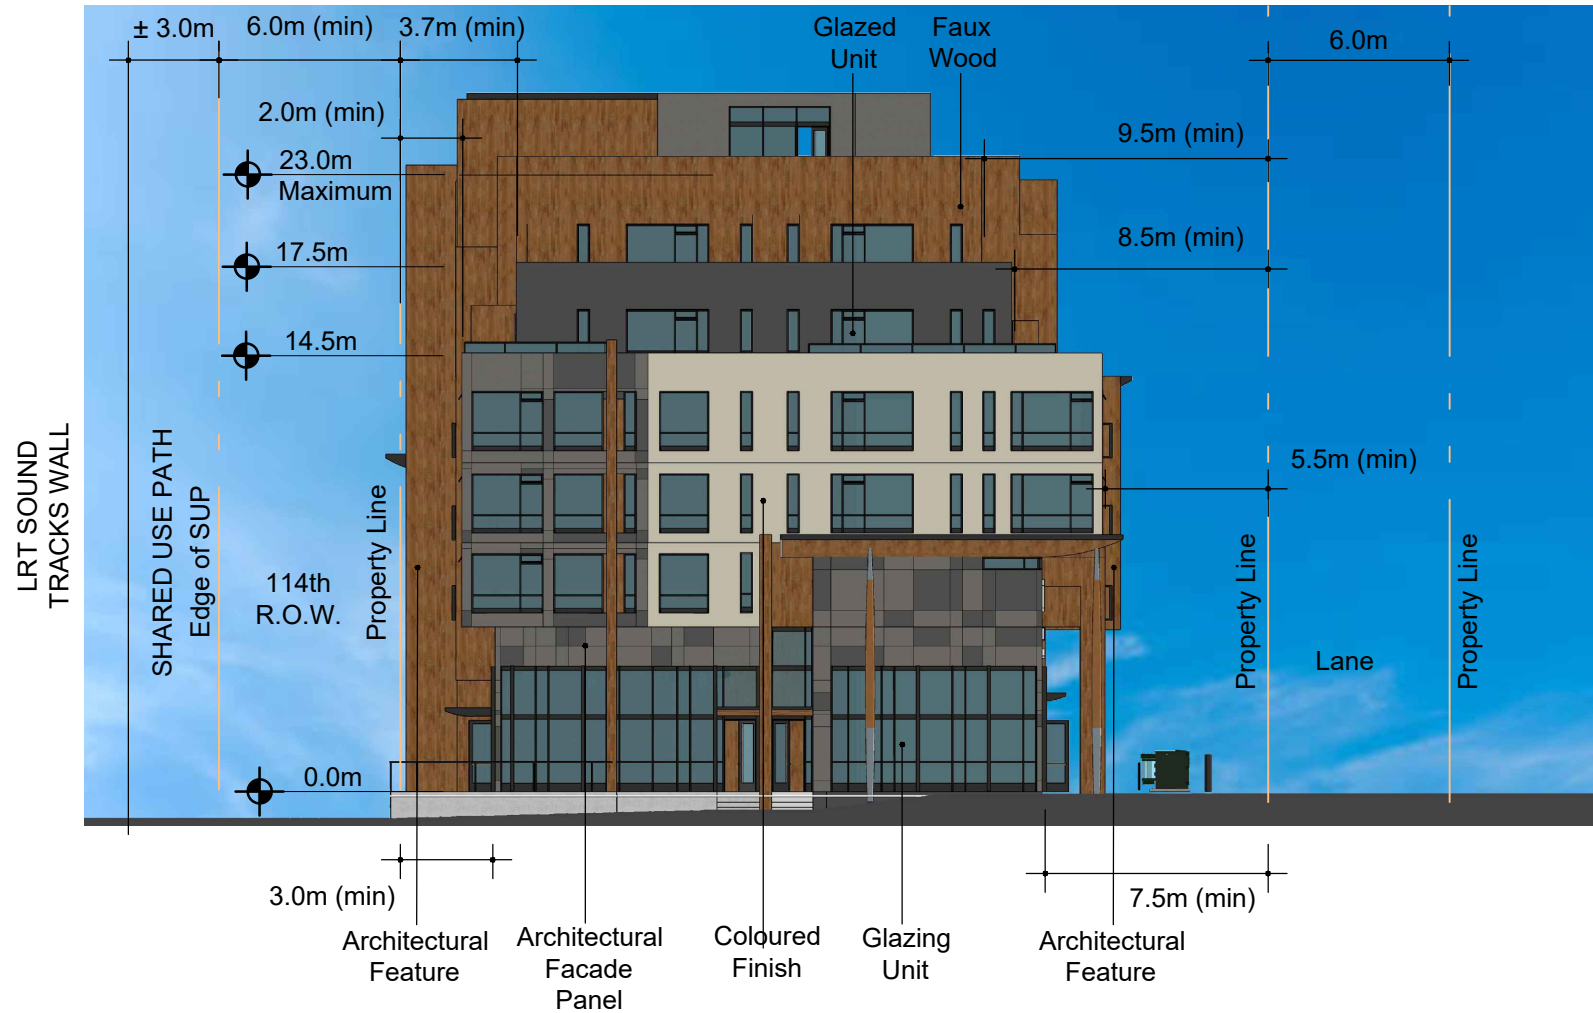 ± 3.0m
6.0m (min)
3.7m (min)
Glazed
Unit
Faux
Wood
6.0m
2.0m (min)
9.5m (min)
23.0m
Maximum
8.5m (min)
17.5m
14.5m
5.5m (min)
LRT SOUND
TRACKS WALL
SHARED USE PATH
Edge of SUP
114th
R.O.W.
Property Line
Property Line
Lane
Property Line
0.0m
3.0m (min)
7.5m (min)
Architectural
Feature
Architectural
Facade
Panel
Coloured
Finish
Glazing
Unit
Architectural
Feature